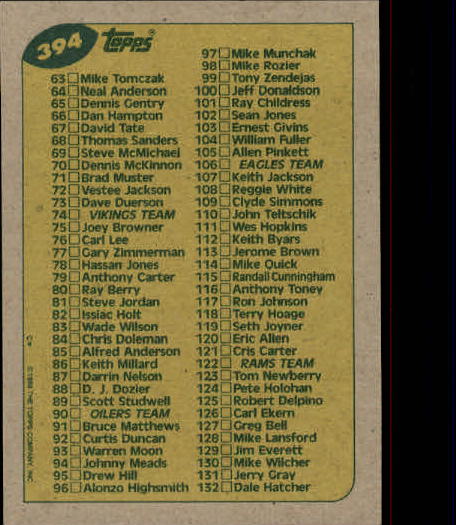 394 Topps
63 Mike Tomczak
64 Neal Anderson
65 Dennis Gentry
66 Dan Hampton
67 David Tate
68 Thomas Sanders
69 Steve McMichael
70 Dennis McKinnon
71 Brad Muster
72 Vestee Jackson
73 Dave Duerson
74 VIKINGS TEAM
75 Joey Browner
76 Carl Lee
77 Gary Zimmerman
78 Hassan Jones
79 Anthony Carter
80 Ray Berry
81 Steve Jordan
82 Issiac Holt
83 Wade Wilson
84 Chris Doleman
85 Alfred Anderson
86 Keith Millard
87 Darrin Nelson
88 D. J. Dozier
89 Scott Studwell
90 OILERS TEAM
91 Bruce Matthews
92 Curtis Duncan
93 Warren Moon
94 Johnny Meads
95 Drew Hill
96 Alonzo Highsmith
97 Mike Munchak
98 Mike Rozier
99 Tony Zendejas
100 Jeff Donaldson
101 Ray Childress
102 Sean Jones
103 Ernest Givins
104 William Fuller
105 Allen Pinkett
106 EAGLES TEAM
107 Keith Jackson
108 Reggie White
109 Clyde Simmons
110 John Teltschik
111 Wes Hopkins
112 Keith Byars
113 Jerome Brown
114 Mike Quick
115 Randall Cunningham
116 Anthony Toney
117 Ron Johnson
118 Terry Hoage
119 Seth Joyner
120 Eric Allen
121 Cris Carter
122 RAMS TEAM
123 Tom Newberry
124 Pete Holohan
125 Robert Delpino
126 Carl Ekern
127 Greg Bell
128 Mike Lansford
129 Jim Everett
130 Mike Wilcher
131 Jerry Gray
132 Dale Hatcher
THE TOPPS COMPANY, INC.